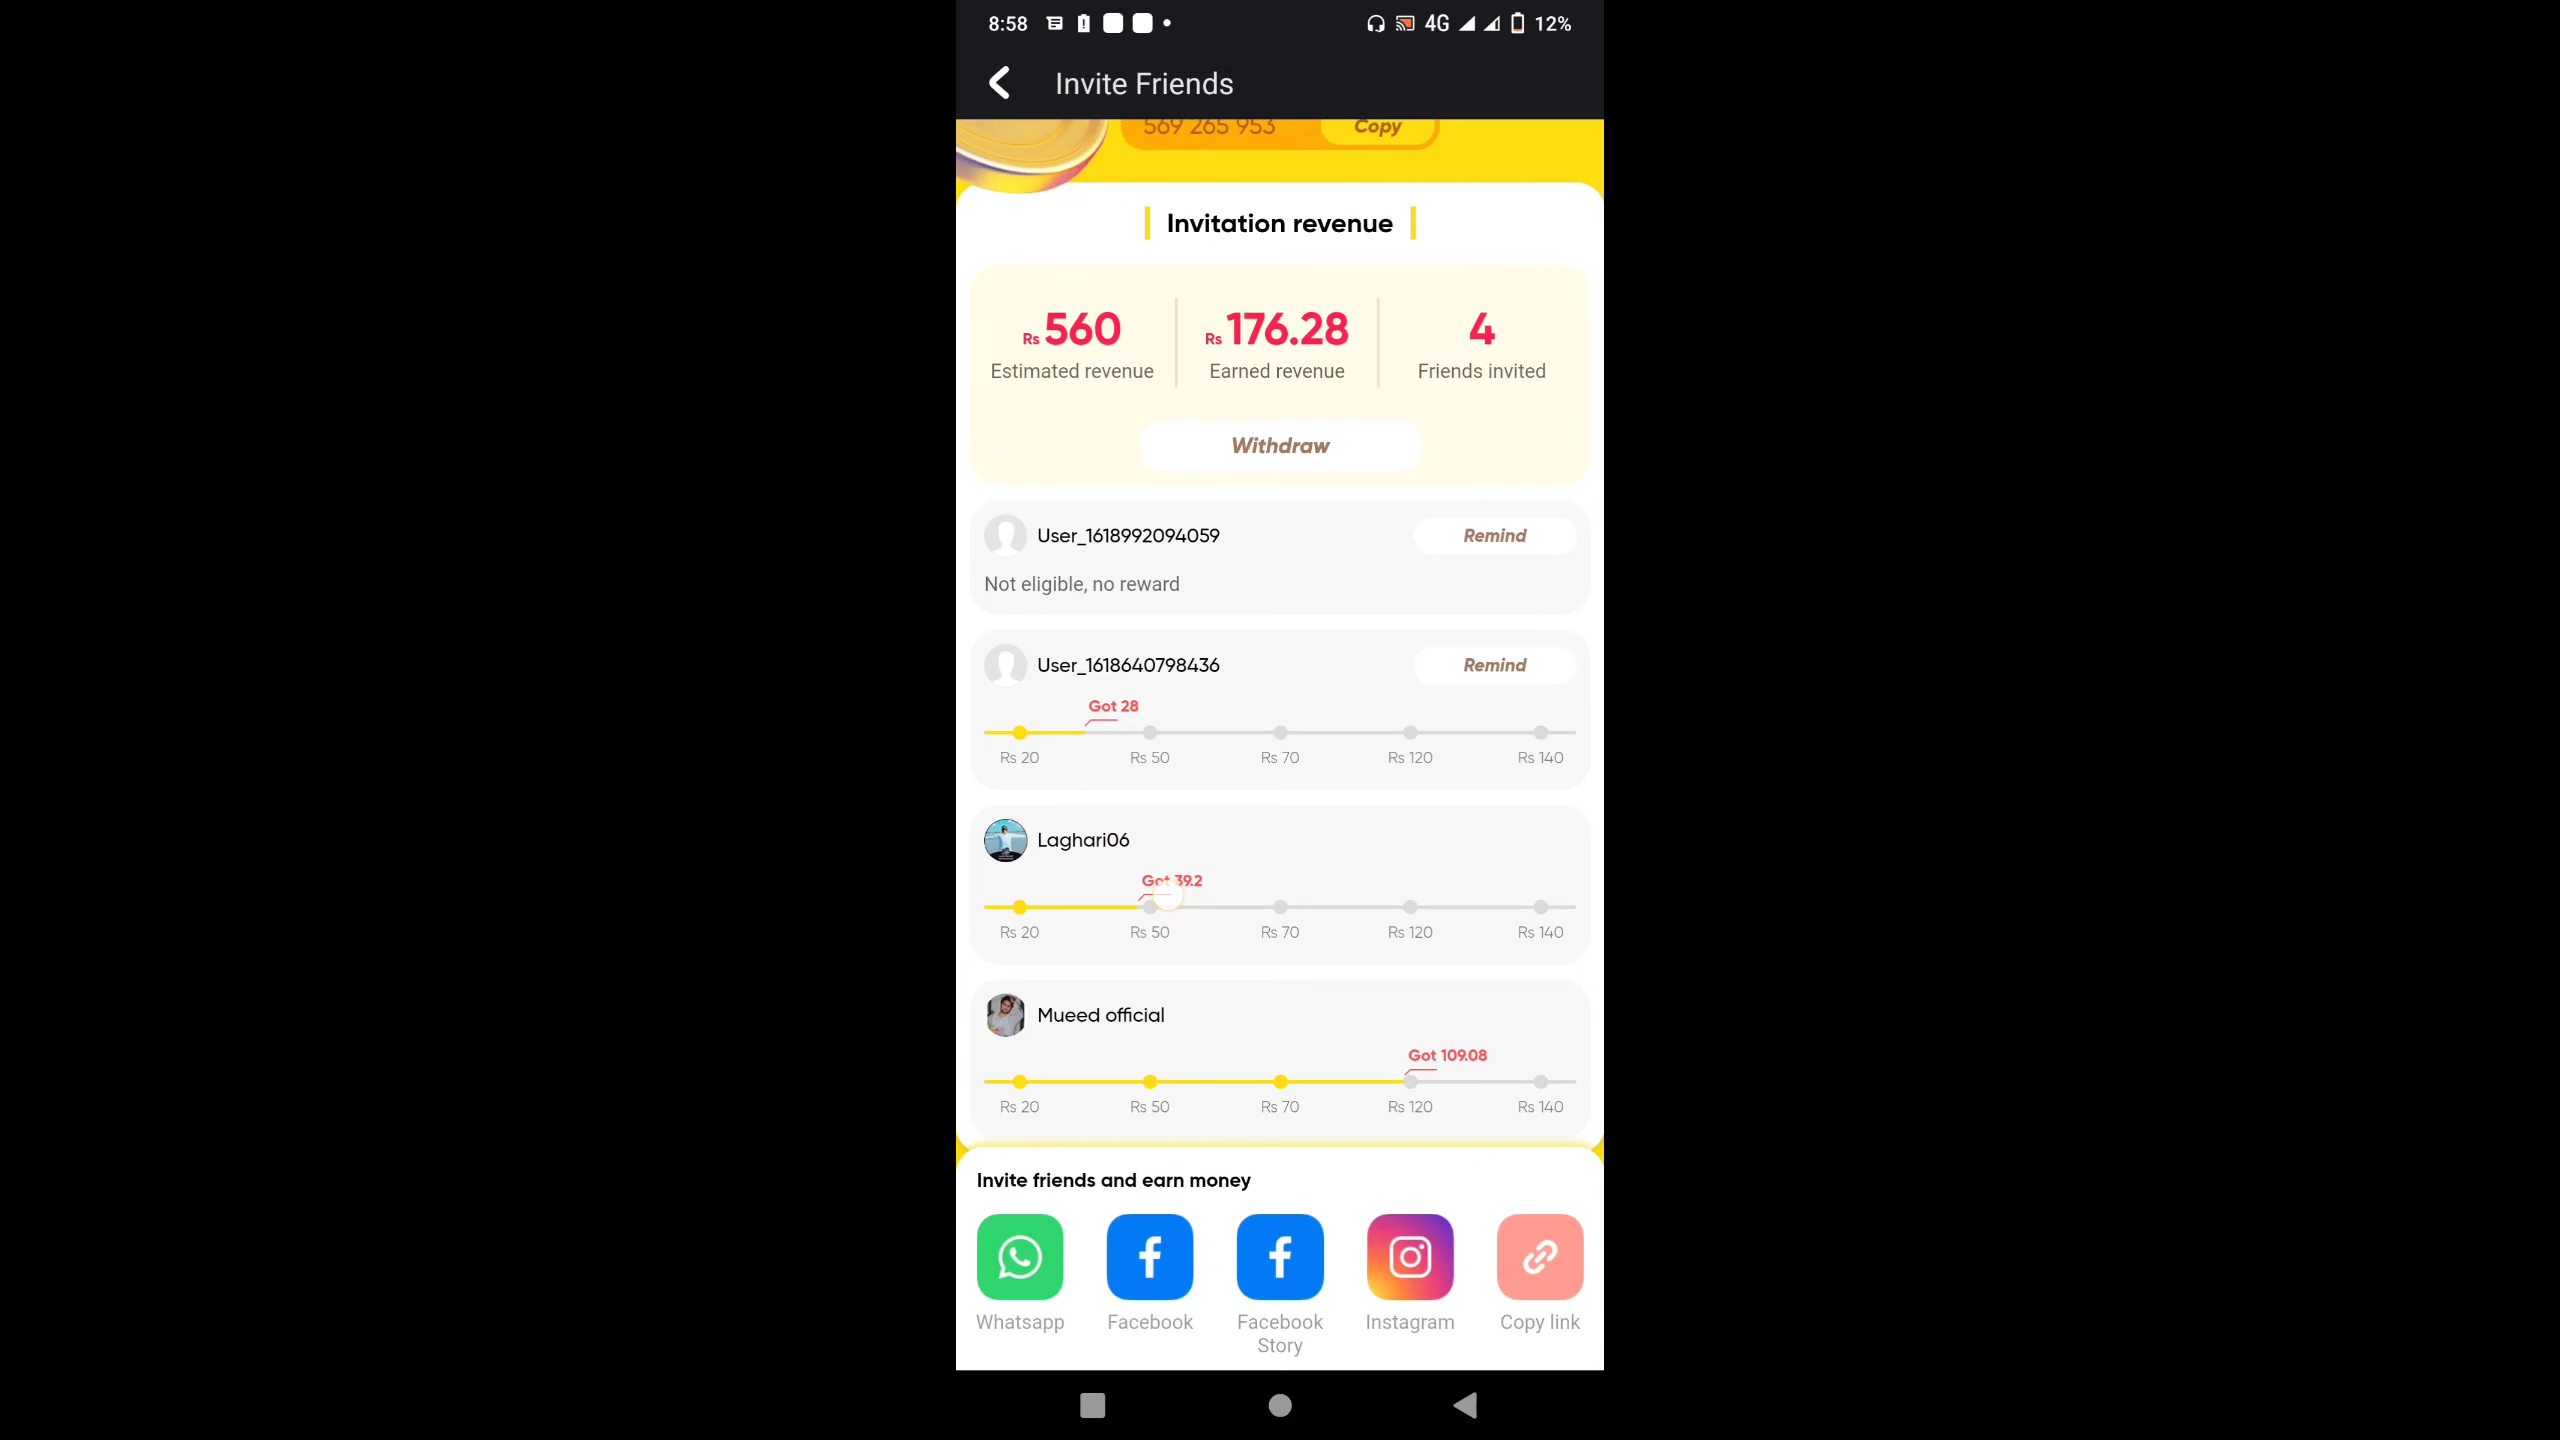 8:58 4G 12%
Invite Friends
569 265 953 Copy
Invitation revenue
Rs 560 Rs 176.28 4
Estimated revenue Earned revenue Friends invited
Withdraw
User_1618992094059 Remind
Not eligible, no reward
User_1618640798436 Remind
Got 28
Rs 20 Rs 50 Rs 70 Rs 120 Rs 140
Laghari06
Got 39.2
Rs 20 Rs 50 Rs 70 Rs 120 Rs 140
Mueed official
Got 109.08
Rs 20 Rs 50 Rs 70 Rs 120 Rs 140
Invite friends and earn money
Whatsapp Facebook Facebook Instagram Copy link
Story